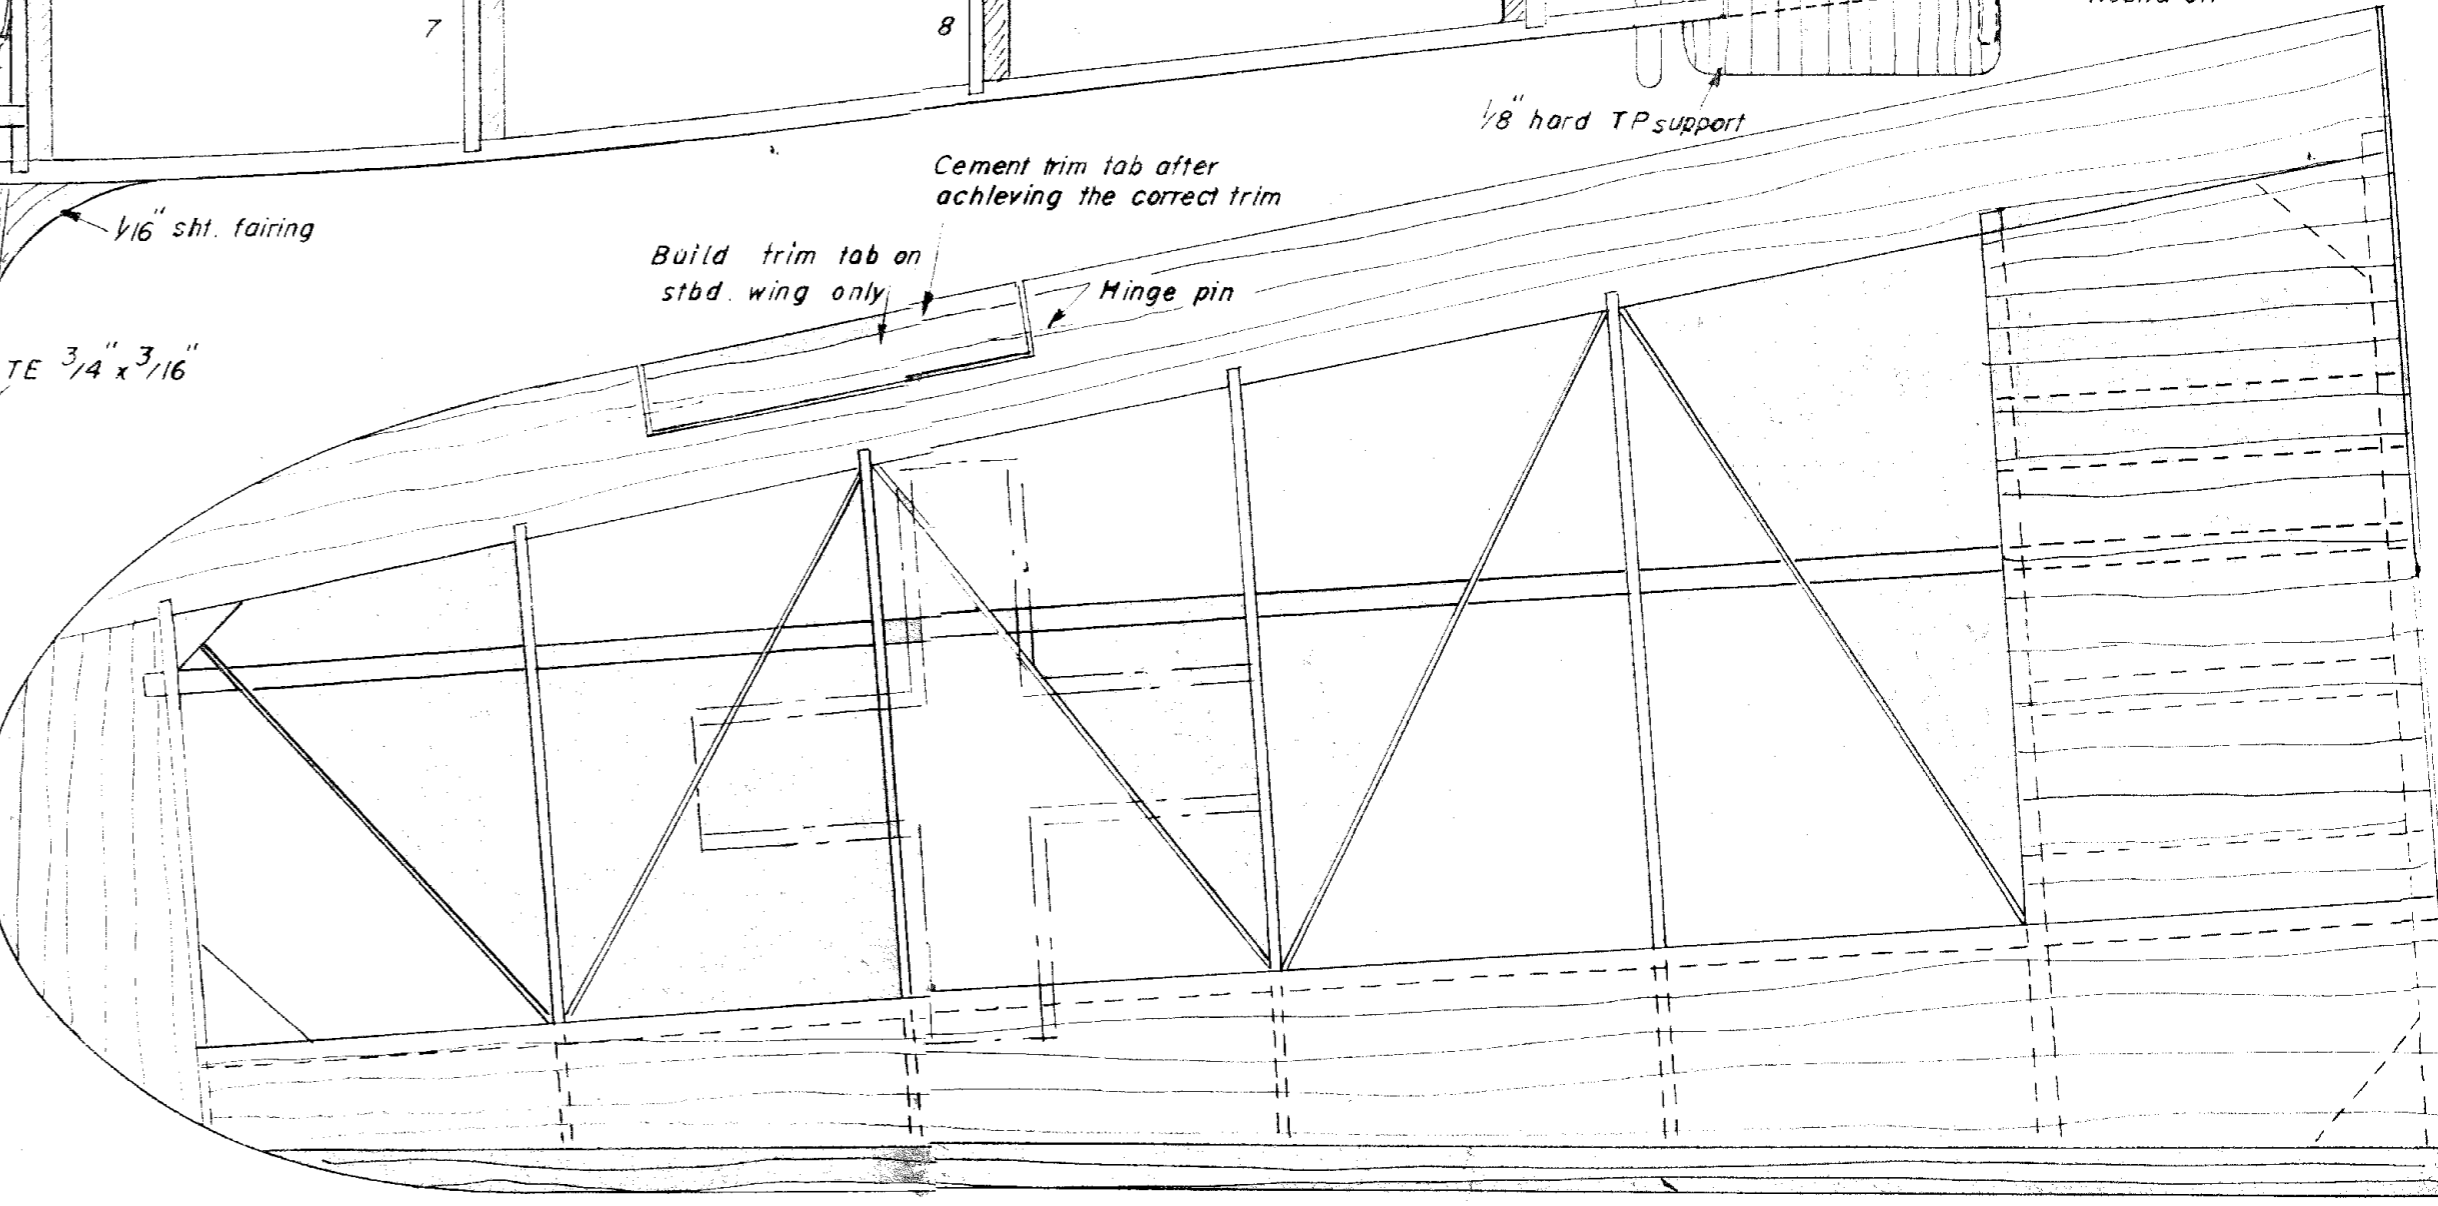 7
8
1/8" hard TP support
Cement trim tab after
achieving the correct trim
1/16" sht. fairing
Build trim tab on
stbd. wing only
Hinge pin
TE 3/4" x 3/16"